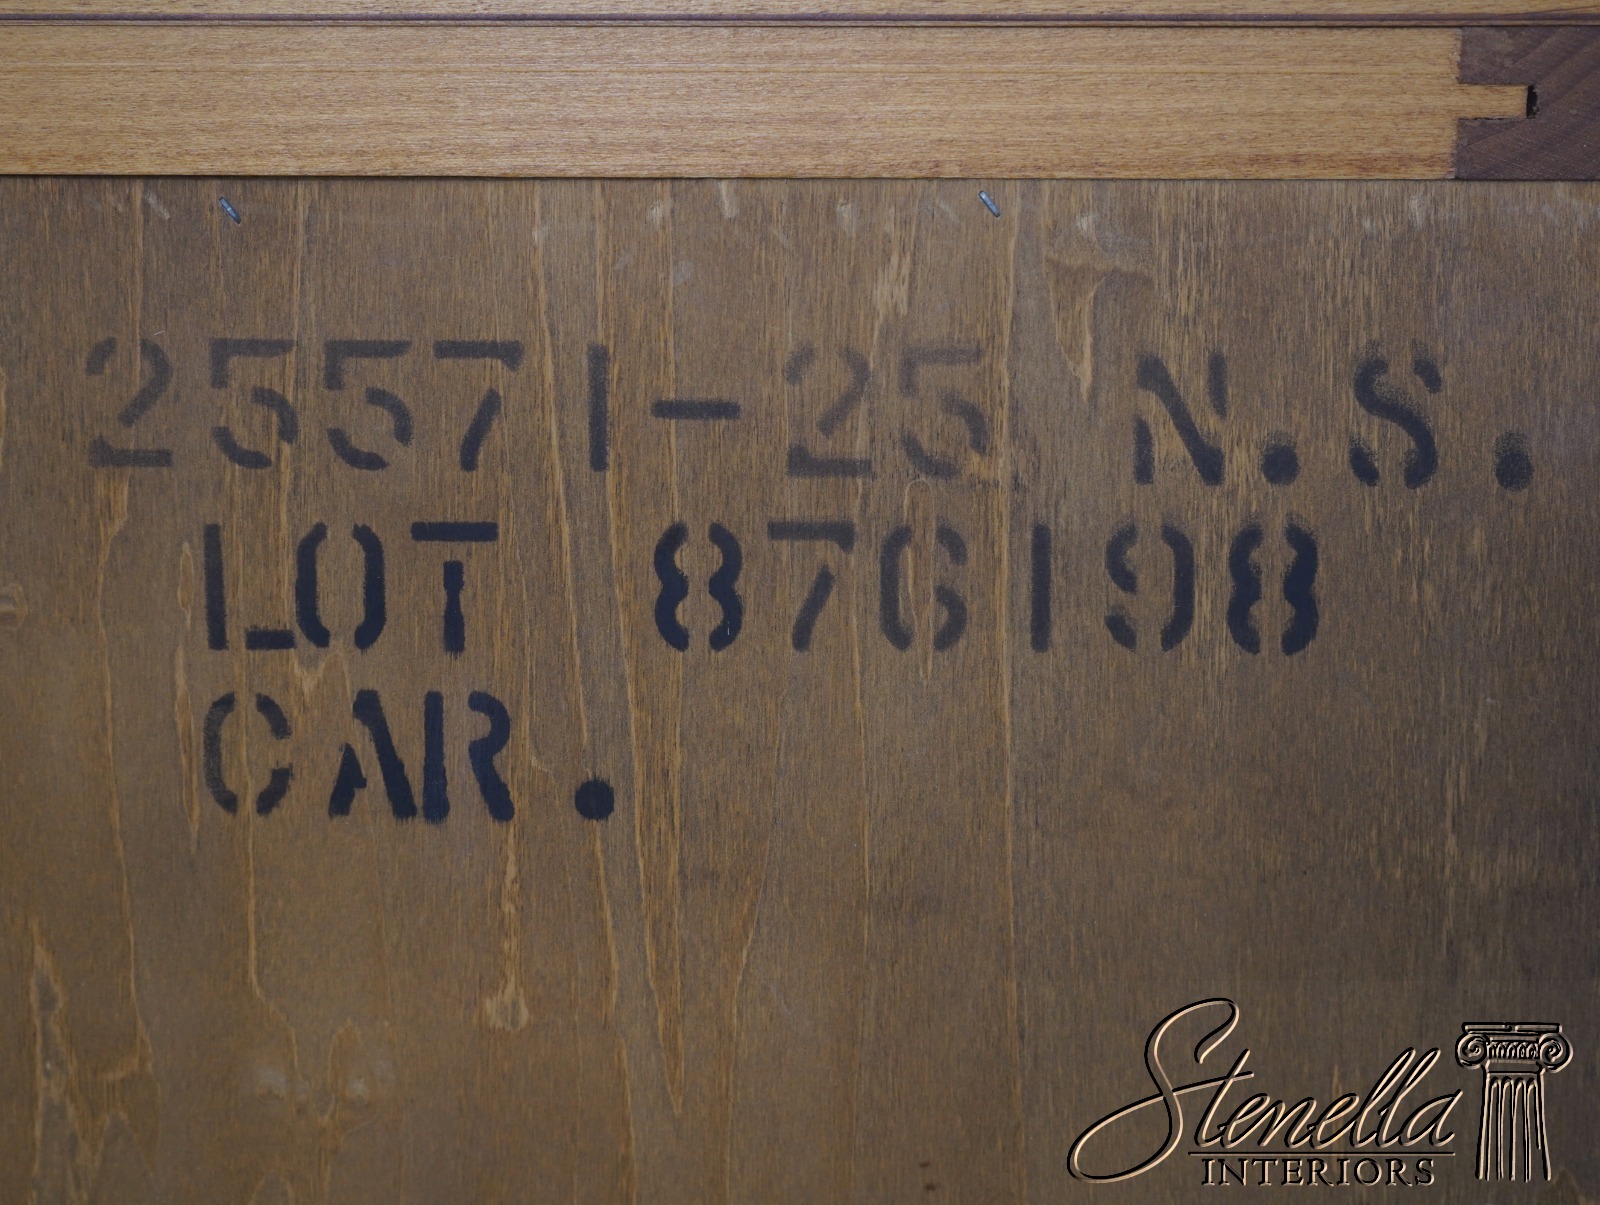 25571-25 N.S.
LOT 876198
CAR.
Stenella
INTERIORS